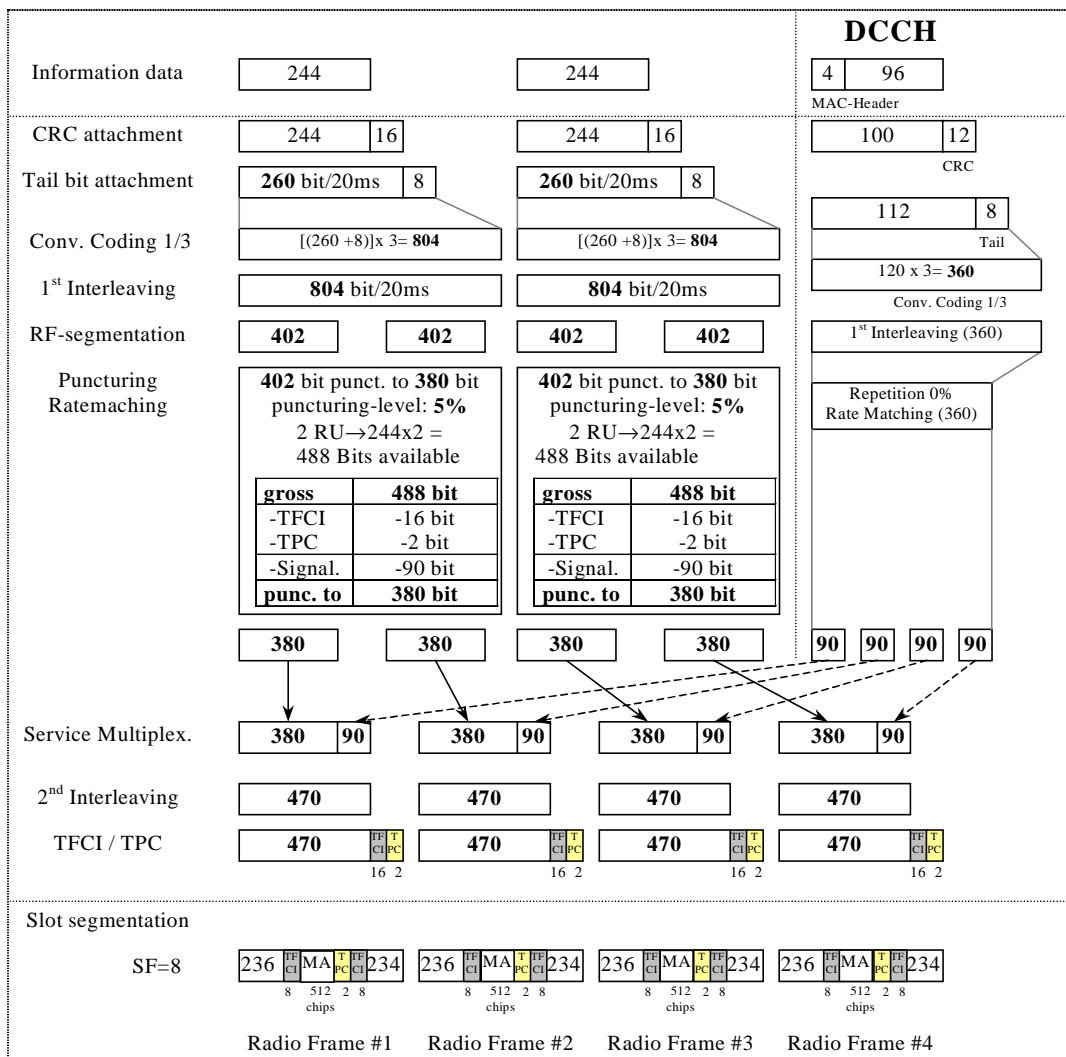 DCCH
Information data 244 244 4 96
MAC-Header
CRC attachment 244 16 244 16 100 12
CRC
Tail bit attachment 260 bit/20ms 8 260 bit/20ms 8
112 8
Tail
Conv. Coding 1/3 [(260 +8)]x 3= 804 [(260 +8)]x 3= 804
120 x 3= 360
Conv. Coding 1/3
1st Interleaving 804 bit/20ms 804 bit/20ms
RF-segmentation 402 402 402 402 1st Interleaving (360)
Puncturing
Ratemaching
402 bit punct. to 380 bit
puncturing-level: 5%
2 RU→244x2 =
488 Bits available
gross 488 bit
-TFCI -16 bit
-TPC -2 bit
-Signal. -90 bit
punc. to 380 bit
402 bit punct. to 380 bit
puncturing-level: 5%
2 RU→244x2 =
488 Bits available
gross 488 bit
-TFCI -16 bit
-TPC -2 bit
-Signal. -90 bit
punc. to 380 bit
Repetition 0%
Rate Matching (360)
380 380 380 380 90 90 90 90
Service Multiplex. 380 90 380 90 380 90 380 90
2nd Interleaving 470 470 470 470
TFCI / TPC 470 TF CI T PC 470 TF CI T PC 470 TF CI T PC 470 TF CI T PC
16 2 16 2 16 2 16 2
Slot segmentation
SF=8 236 TF CI MA T PC TF CI 234 236 TF CI MA T PC TF CI 234 236 TF CI MA T PC TF CI 234 236 TF CI MA T PC TF CI 234
8 512 2 8 8 512 2 8 8 512 2 8 8 512 2 8
chips chips chips chips
Radio Frame #1 Radio Frame #2 Radio Frame #3 Radio Frame #4